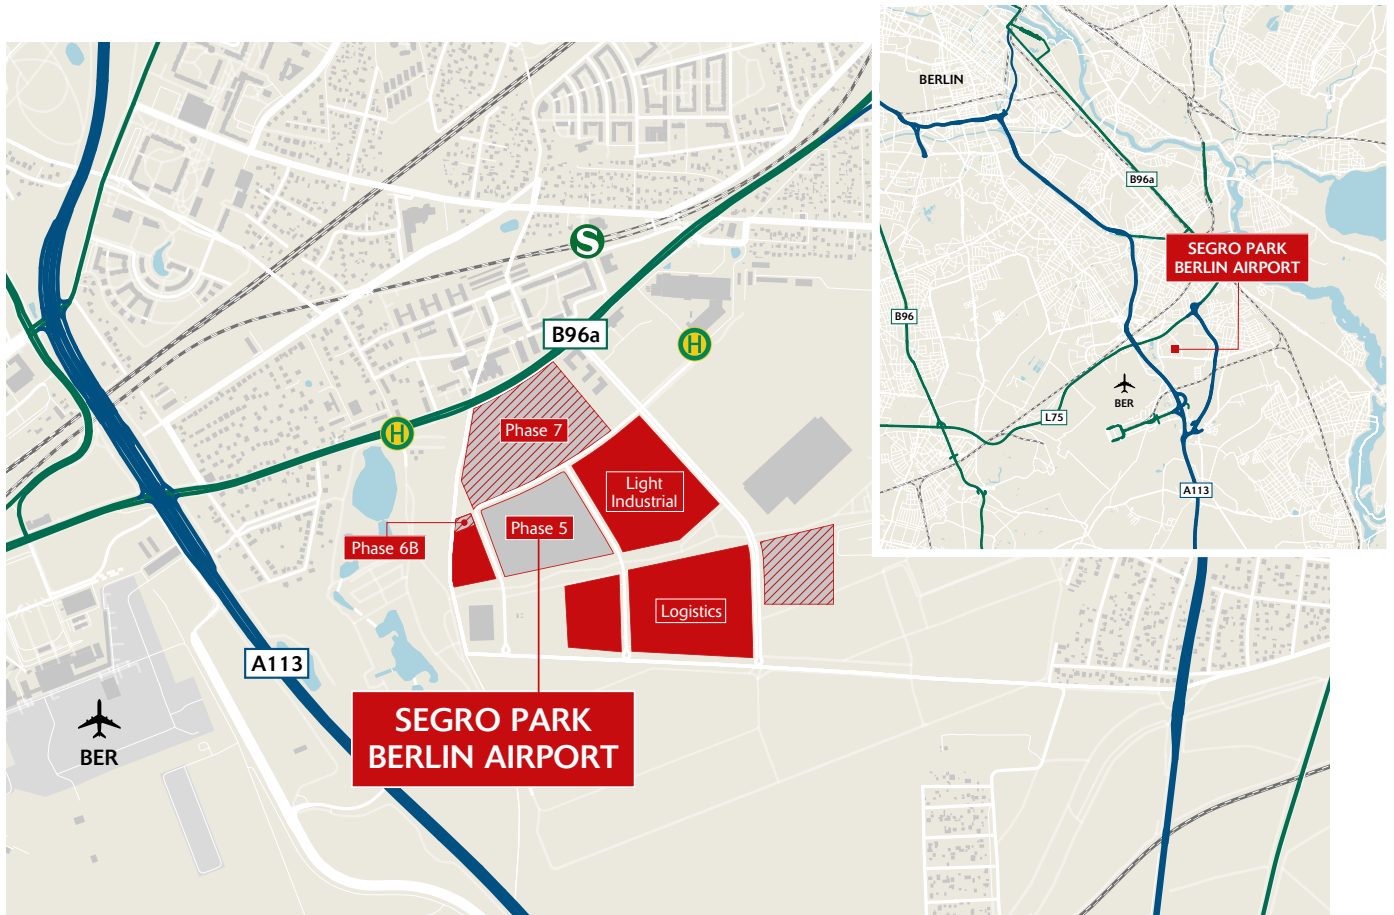 BERLIN
B96a
SEGRO PARK
BERLIN AIRPORT
B96
BER
L75
A113
S
B96a
H
H
Phase 7
Light
Industrial
Phase 5
Phase 6B
Logistics
A113
SEGRO PARK
BERLIN AIRPORT
BER